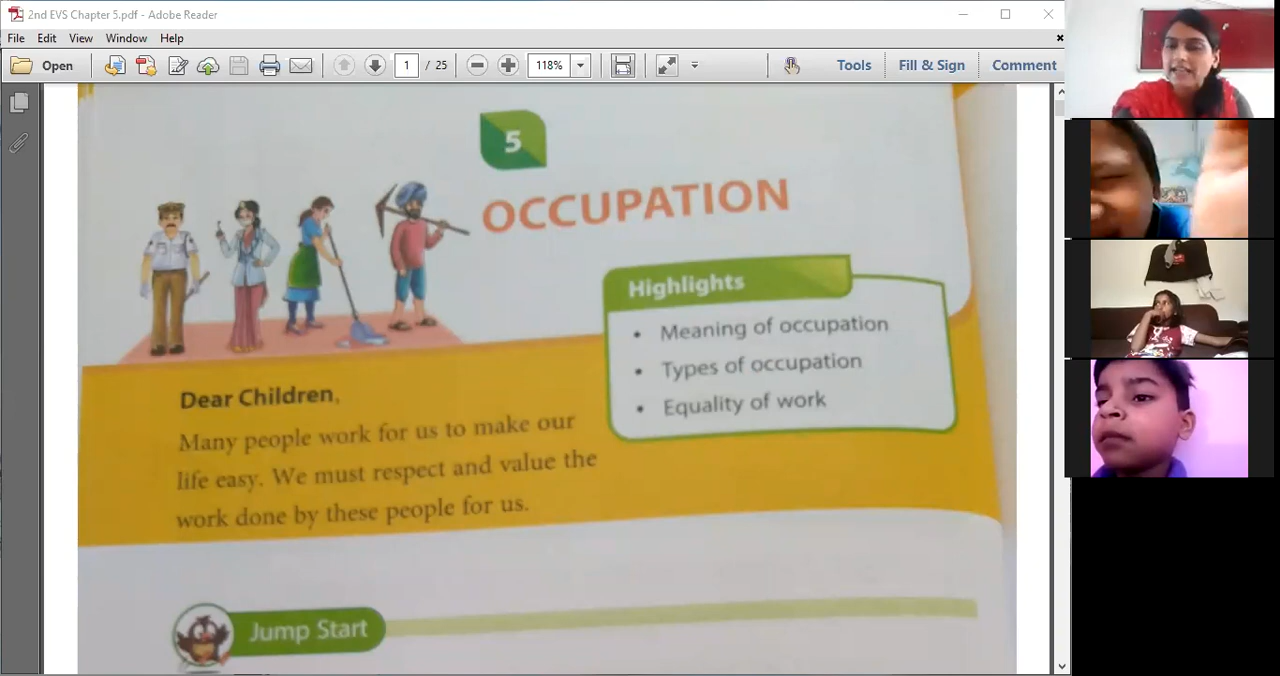 2nd EVS Chapter 5.pdf - Adobe Reader
File Edit View Window Help
Open 1 / 25 118% Tools Fill & Sign Comment
5
OCCUPATION
Highlights
• Meaning of occupation
• Types of occupation
• Equality of work
Dear Children,
Many people work for us to make our
life easy. We must respect and value the
work done by these people for us.
Jump Start